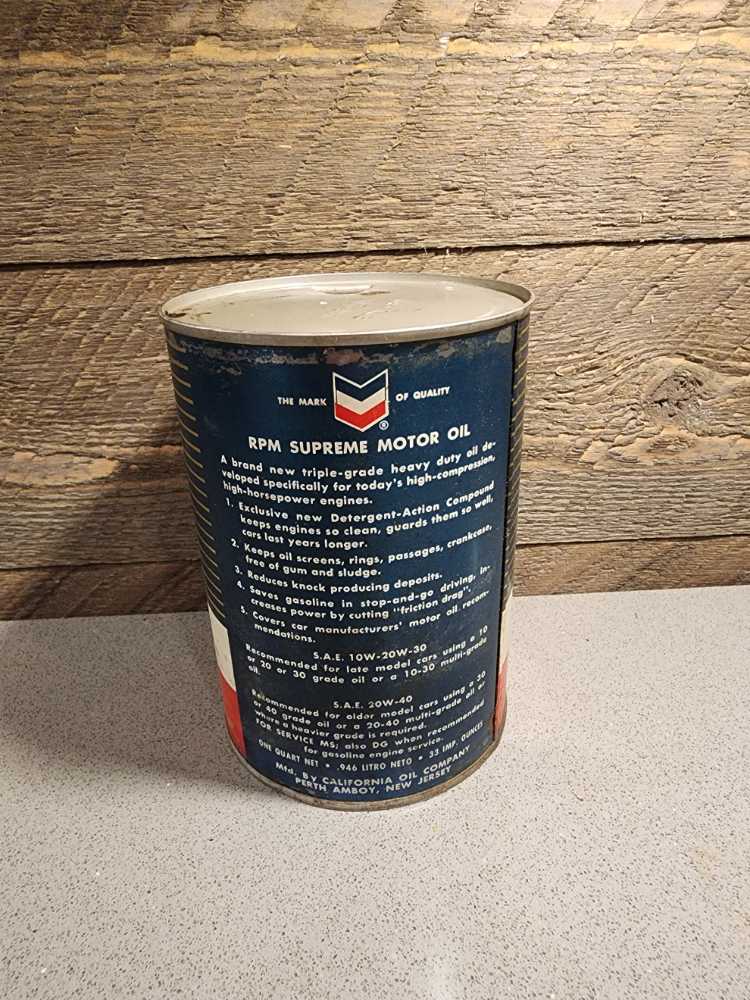 THE MARK OF QUALITY
®
RPM SUPREME MOTOR OIL
A brand new triple-grade heavy duty oil de-
veloped specifically for today's high-compression,
high-horsepower engines.
1. Exclusive new Detergent-Action Compound
keeps engines so clean, guards them so well,
cars last years longer.
2. Keeps oil screens, rings, passages, crankcase,
free of gum and sludge.
3. Reduces knock producing deposits.
4. Saves gasoline in stop-and-go driving, in-
creases power by cutting "friction drag".
5. Covers car manufacturers' motor oil recom-
mendations.
S.A.E. 10W-20W-30
Recommended for late model cars using a 10
or 20 or 30 grade oil or a 10-30 multi-grade
oil.
S.A.E. 20W-40
Recommended for older model cars using a 30
or 40 grade oil or a 20-40 multi-grade oil or
where a heavier grade is required.
FOR SERVICE MS; also DG when recommended
for gasoline engine service.
ONE QUART NET • .946 LITRO NETO • 33 IMP. OUNCES
Mfd. By CALIFORNIA OIL COMPANY
PERTH AMBOY, NEW JERSEY